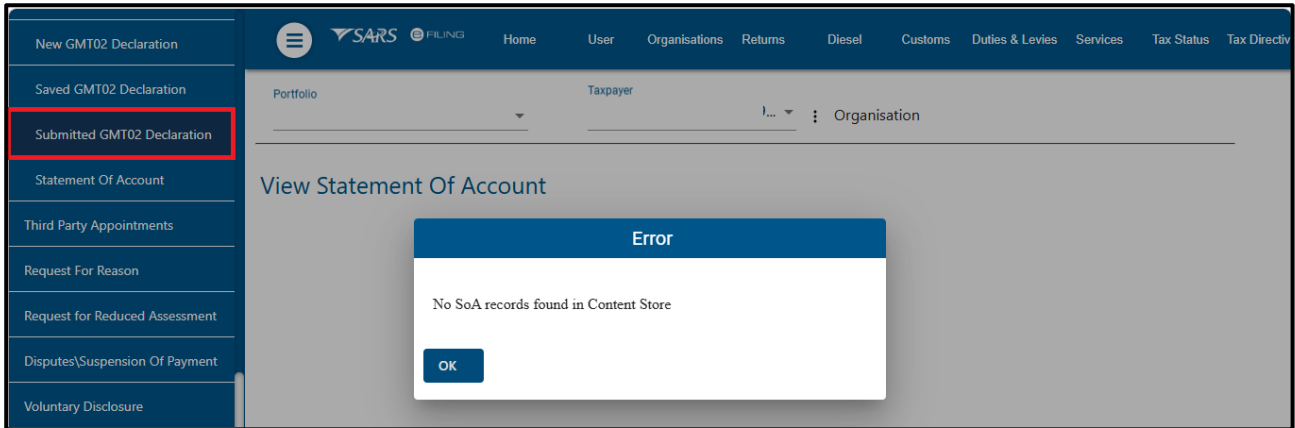 New GMT02 Declaration
Saved GMT02 Declaration
Submitted GMT02 Declaration
Statement Of Account
Third Party Appointments
Request For Reason
Request for Reduced Assessment
Disputes\Suspension Of Payment
Voluntary Disclosure
SARS eFILING Home User Organisations Returns Diesel Customs Duties & Levies Services Tax Status Tax Directiv
Portfolio Taxpayer
... Organisation
View Statement Of Account
Error
No SoA records found in Content Store
OK